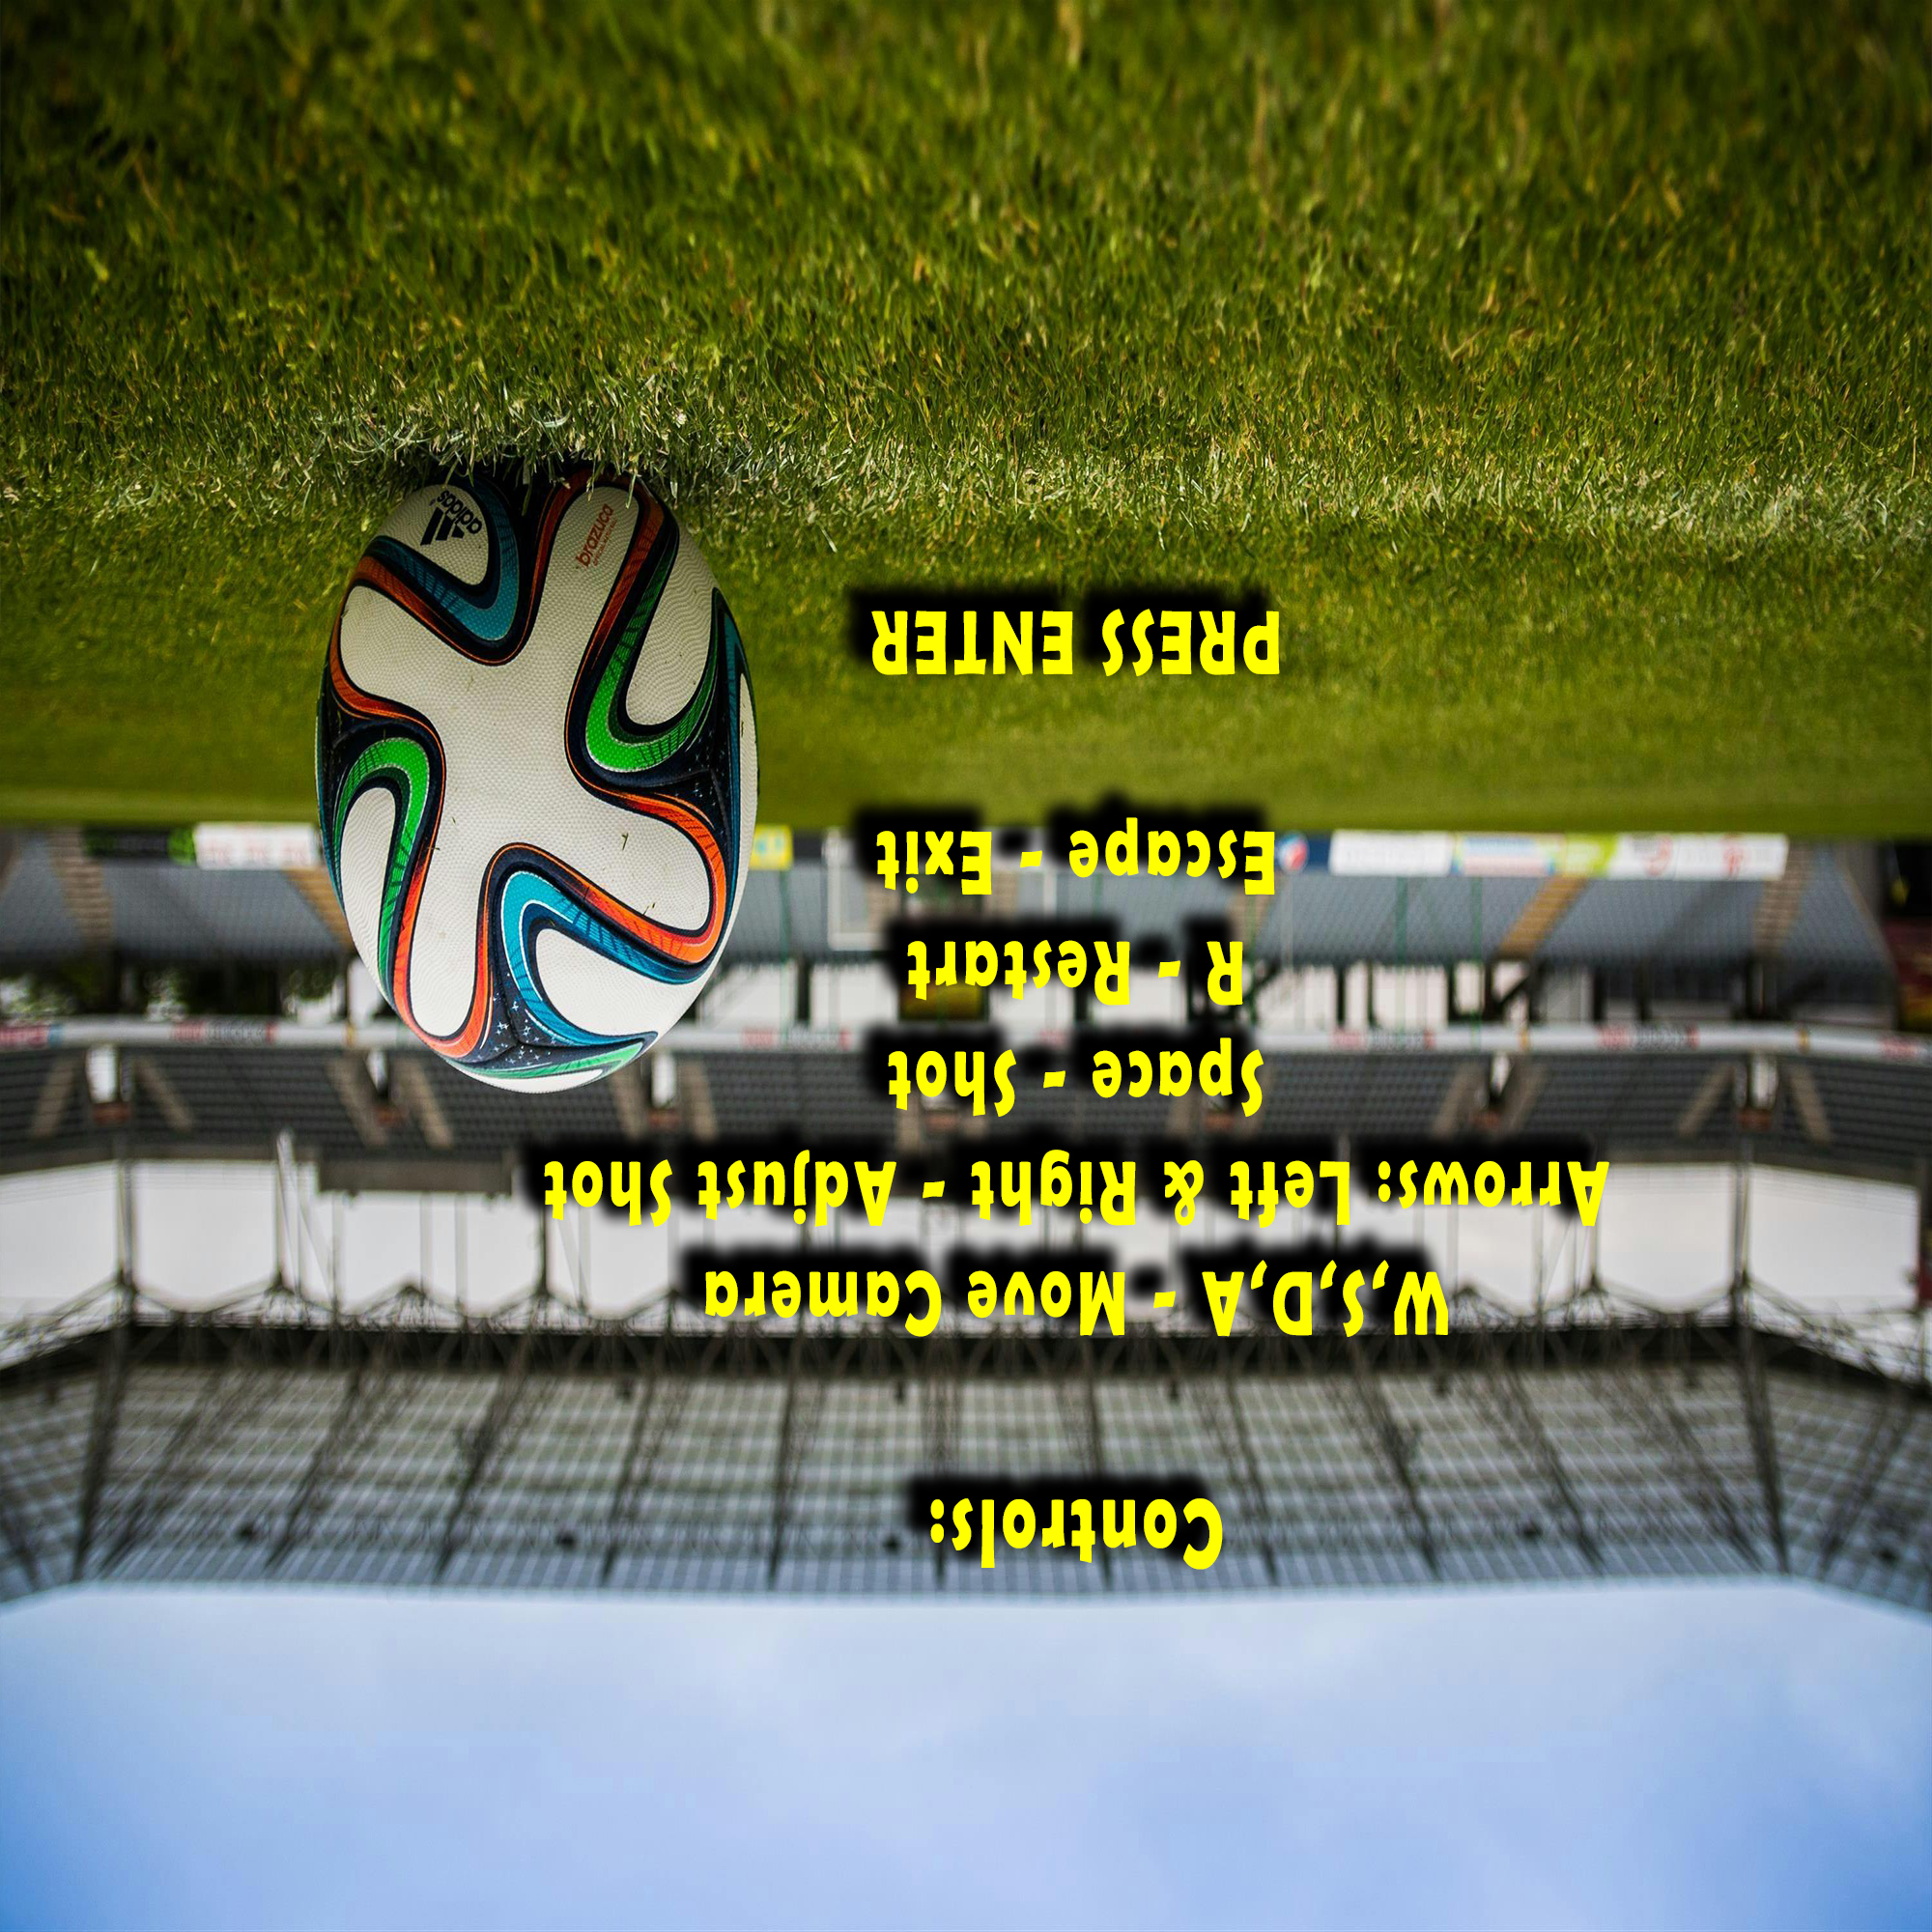 Controls:
W,S,D,A - Move Camera
Arrows: Left & Right - Adjust Shot
Space - Shot
R - Restart
Escape - Exit
PRESS ENTER
brazuca
adidas